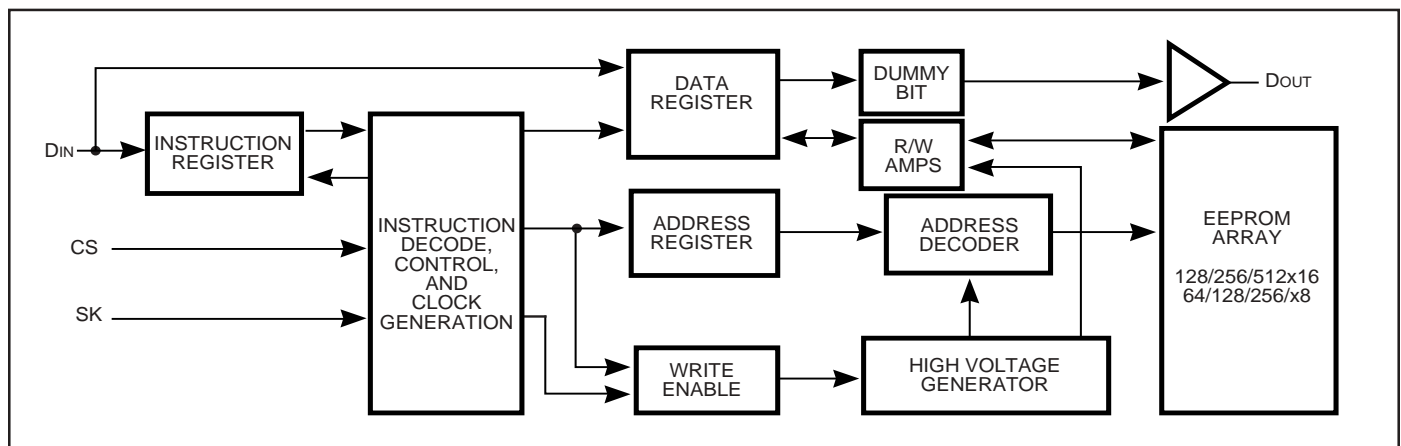 DIN
INSTRUCTION
REGISTER
CS
SK
INSTRUCTION
DECODE,
CONTROL,
AND
CLOCK
GENERATION
DATA
REGISTER
DUMMY
BIT
R/W
AMPS
ADDRESS
REGISTER
ADDRESS
DECODER
WRITE
ENABLE
HIGH VOLTAGE
GENERATOR
DOUT
EEPROM
ARRAY
128/256/512x16
64/128/256/x8